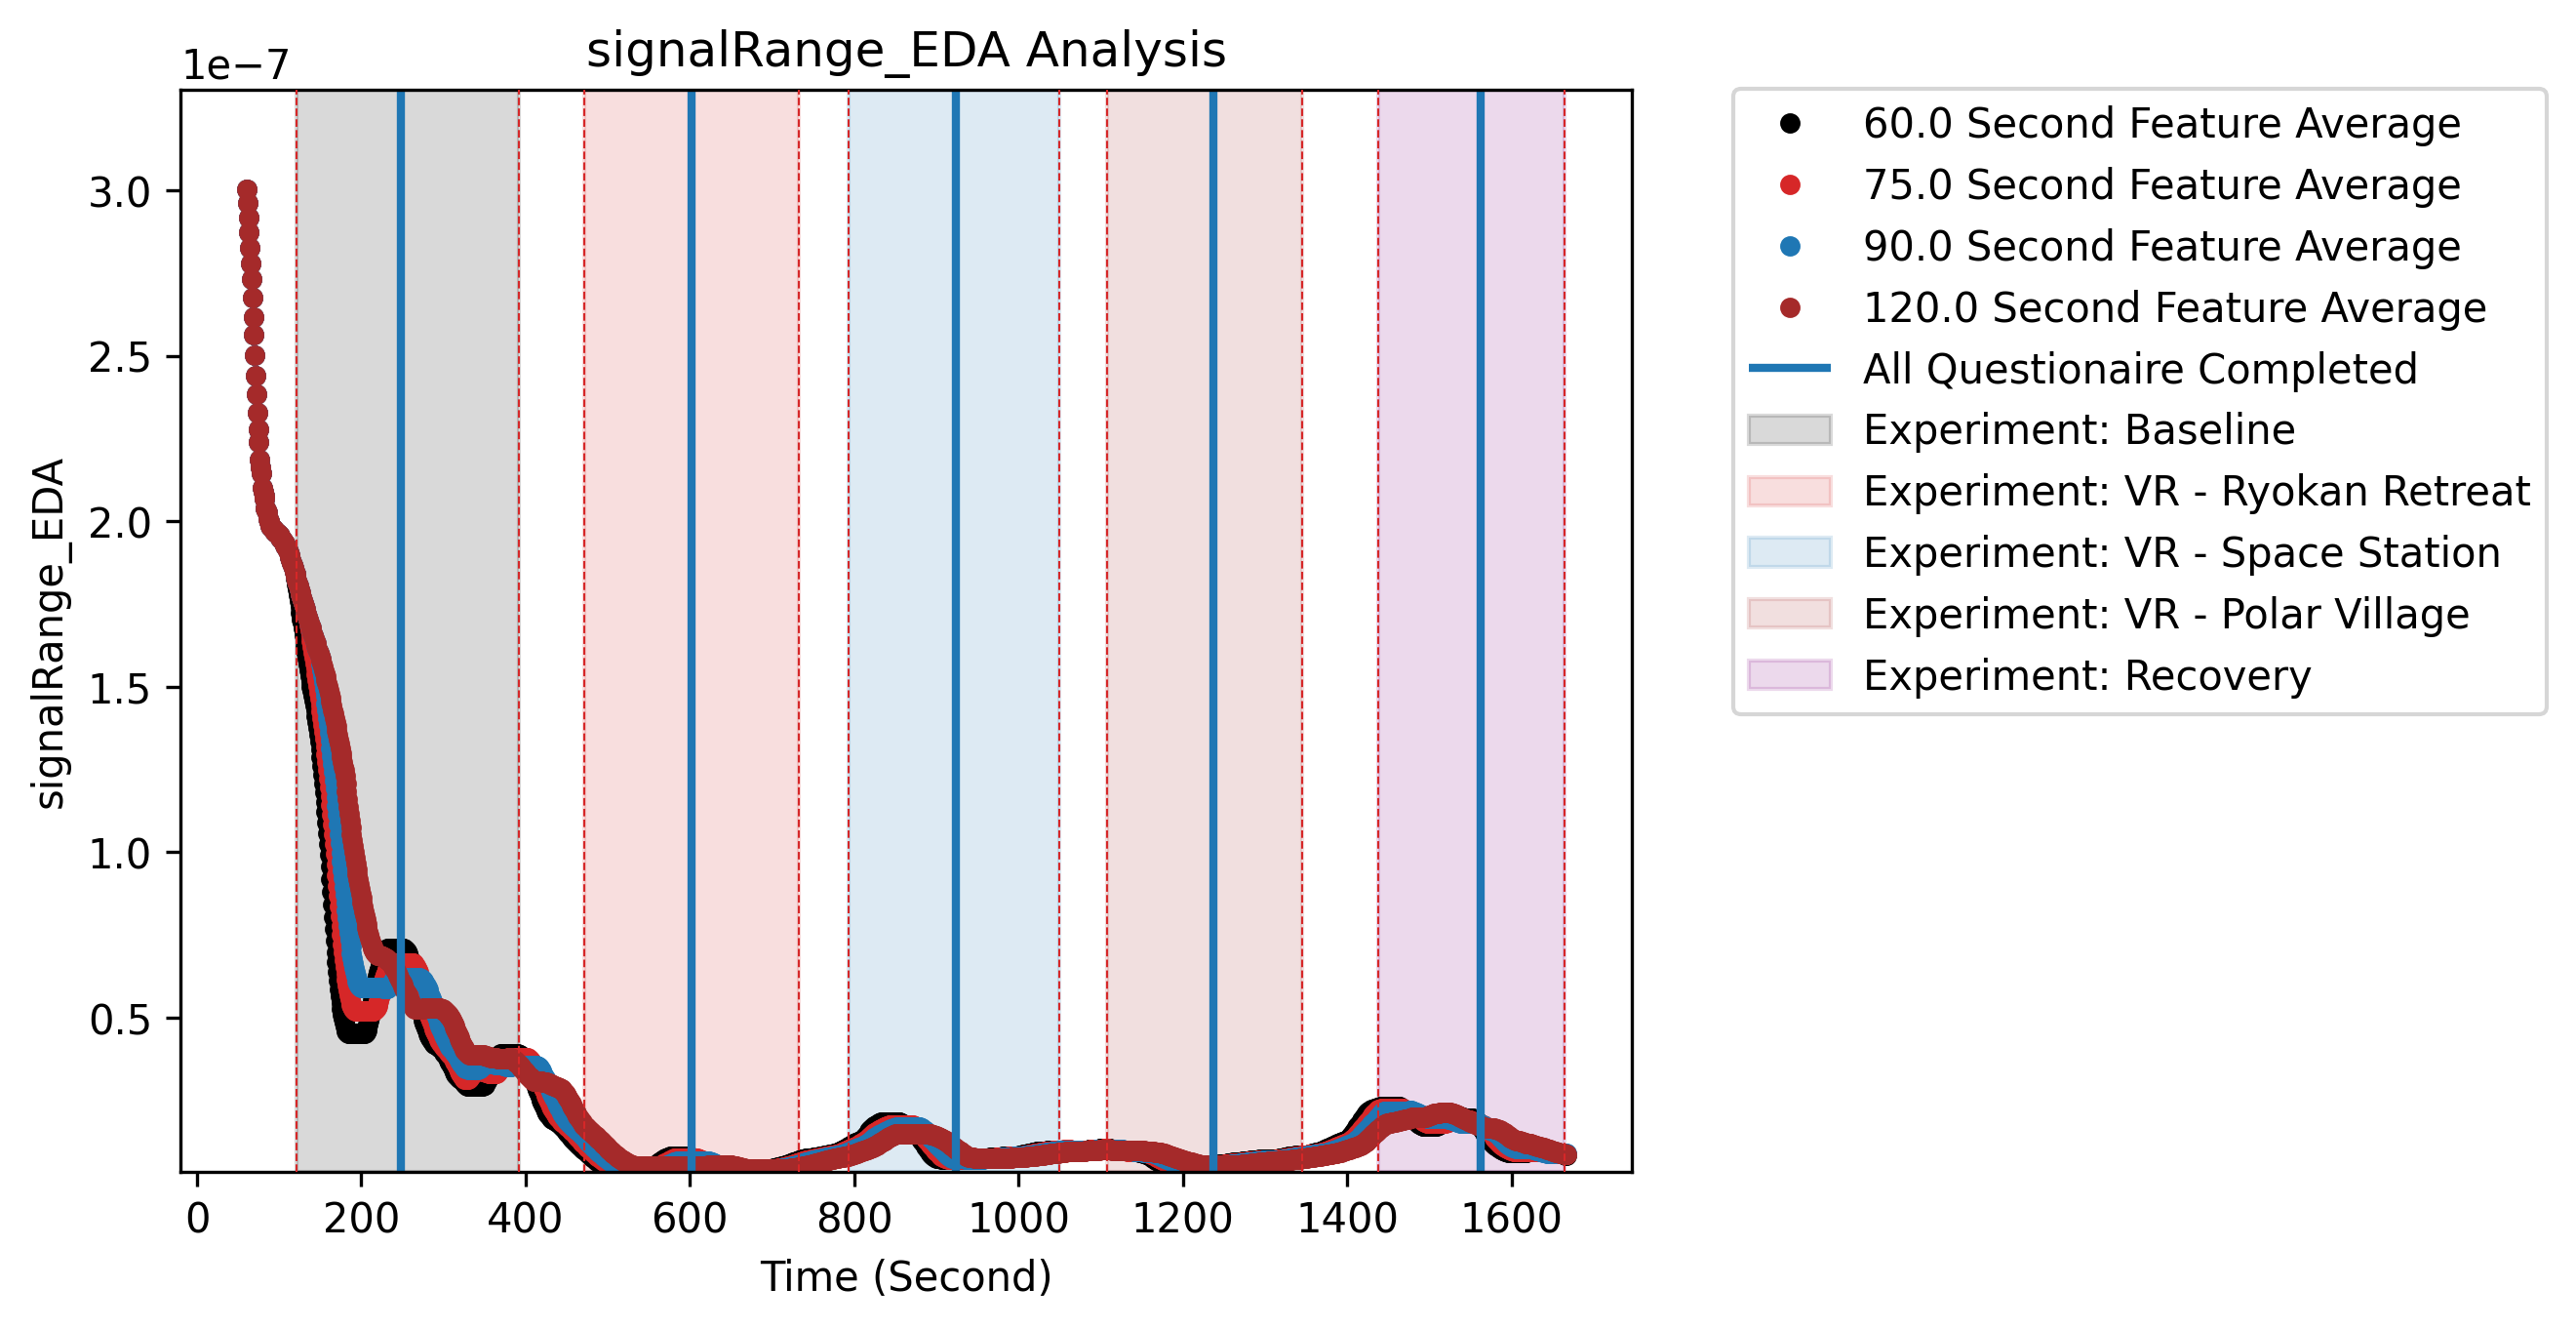 signalRange_EDA Analysis
1e−7
3.0
2.5
2.0
1.5
1.0
0.5
signalRange_EDA
0 200 400 600 800 1000 1200 1400 1600
Time (Second)
60.0 Second Feature Average
75.0 Second Feature Average
90.0 Second Feature Average
120.0 Second Feature Average
All Questionaire Completed
Experiment: Baseline
Experiment: VR - Ryokan Retreat
Experiment: VR - Space Station
Experiment: VR - Polar Village
Experiment: Recovery